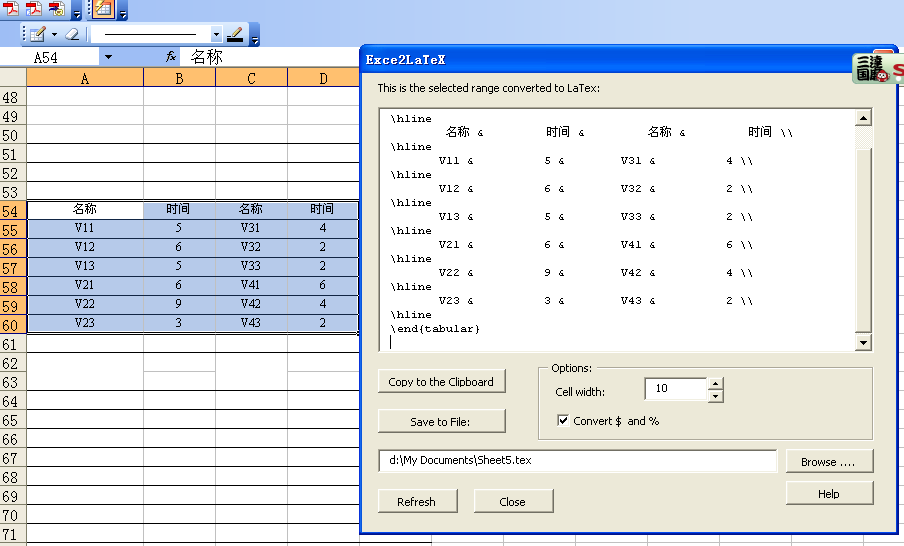 A54 fx 名称
A B C D
48
49
50
51
52
53
54 名称 时间 名称 时间
55 V11 5 V31 4
56 V12 6 V32 2
57 V13 5 V33 2
58 V21 6 V41 6
59 V22 9 V42 4
60 V23 3 V43 2
61
62
63
64
65
66
67
68
69
70
71
Exce2LaTeX
This is the selected range converted to LaTex:
\hline
名称 & 时间 & 名称 & 时间 \\
\hline
V11 & 5 & V31 & 4 \\
\hline
V12 & 6 & V32 & 2 \\
\hline
V13 & 5 & V33 & 2 \\
\hline
V21 & 6 & V41 & 6 \\
\hline
V22 & 9 & V42 & 4 \\
\hline
V23 & 3 & V43 & 2 \\
\hline
\end{tabular}
Copy to the Clipboard
Save to File:
Options:
Cell width: 10
Convert $ and %
d:\My Documents\Sheet5.tex
Browse ....
Refresh
Close
Help